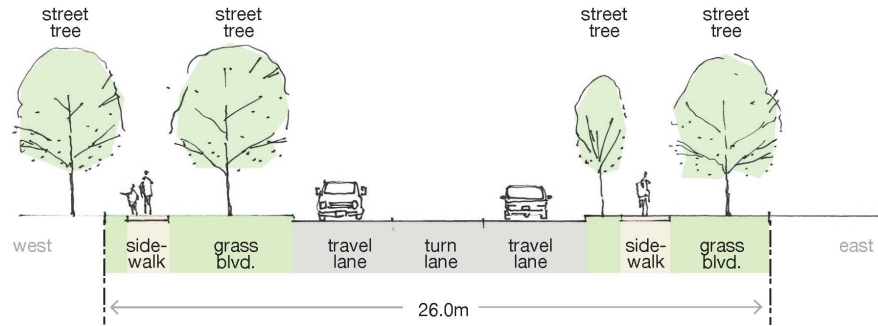 street
tree
street
tree
street
tree
street
tree
west
side-
walk
grass
blvd.
travel
lane
turn
lane
travel
lane
side-
walk
grass
blvd.
east
26.0m